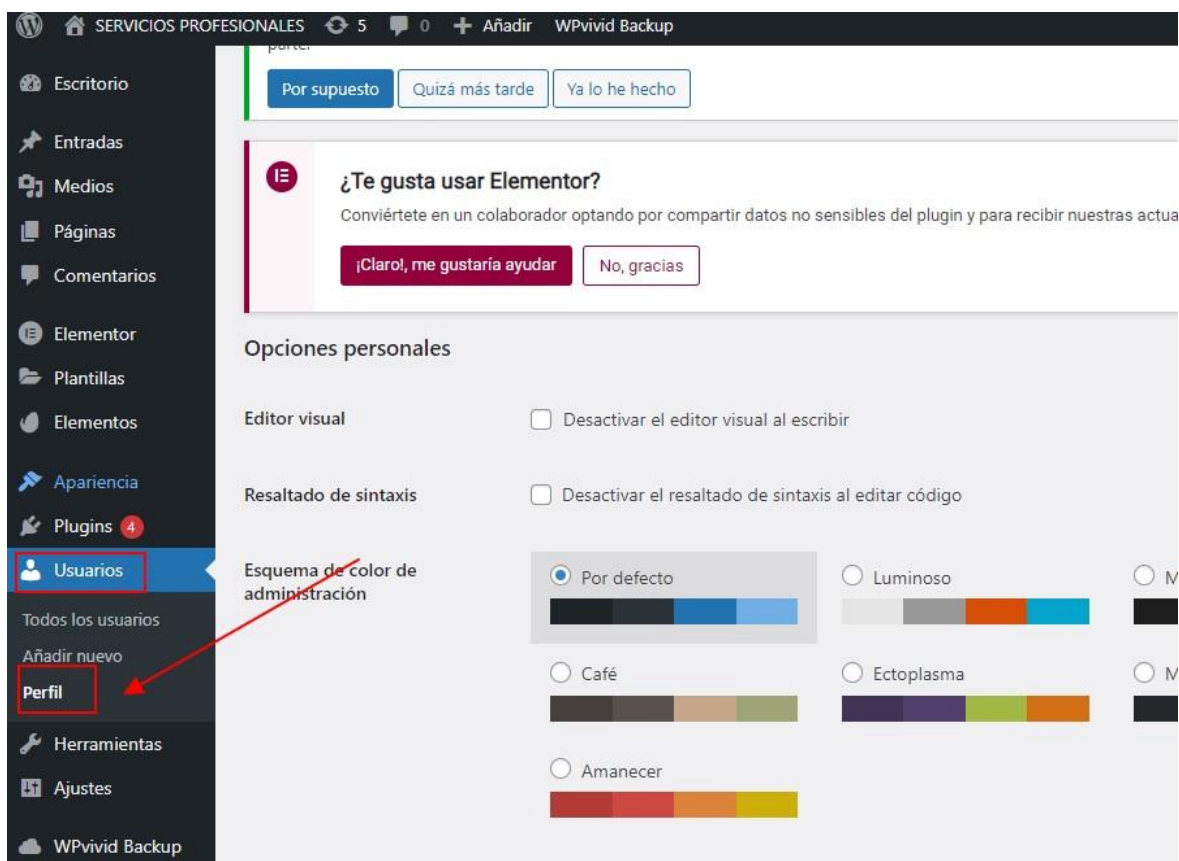 SERVICIOS PROFESIONALES 5 0 Añadir WPvivid Backup
parte.
Por supuesto Quizá más tarde Ya lo he hecho
¿Te gusta usar Elementor?
Conviértete en un colaborador optando por compartir datos no sensibles del plugin y para recibir nuestras actua
¡Claro!, me gustaría ayudar No, gracias
Escritorio
Entradas
Medios
Páginas
Comentarios
Elementor
Plantillas
Elementos
Apariencia
Plugins 4
Usuarios
Todos los usuarios
Añadir nuevo
Perfil
Herramientas
Ajustes
WPvivid Backup
Opciones personales
Editor visual Desactivar el editor visual al escribir
Resaltado de sintaxis Desactivar el resaltado de sintaxis al editar código
Esquema de color de
administración
Por defecto Luminoso M
Café Ectoplasma M
Amanecer